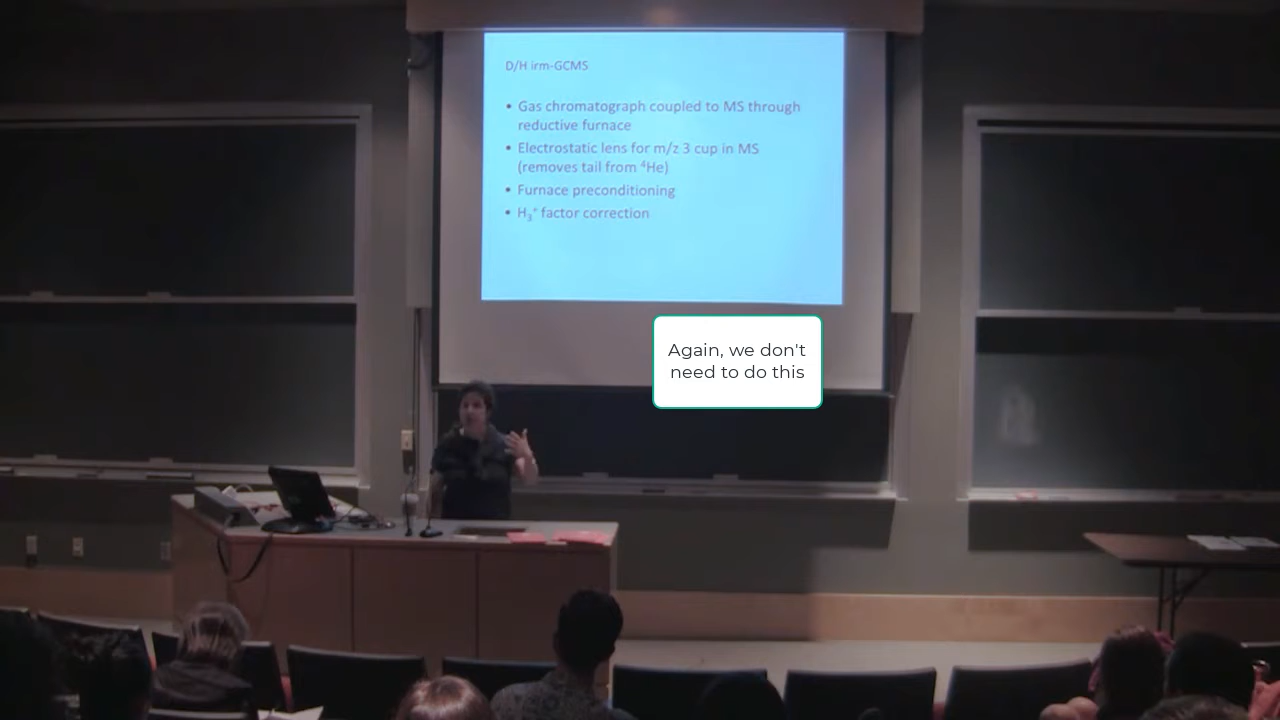 D/H irm-GCMS
• Gas chromatograph coupled to MS through
reductive furnace
• Electrostatic lens for m/z 3 cup in MS
(removes tail from ⁴He)
• Furnace preconditioning
• H₃⁺ factor correction
Again, we don't
need to do this